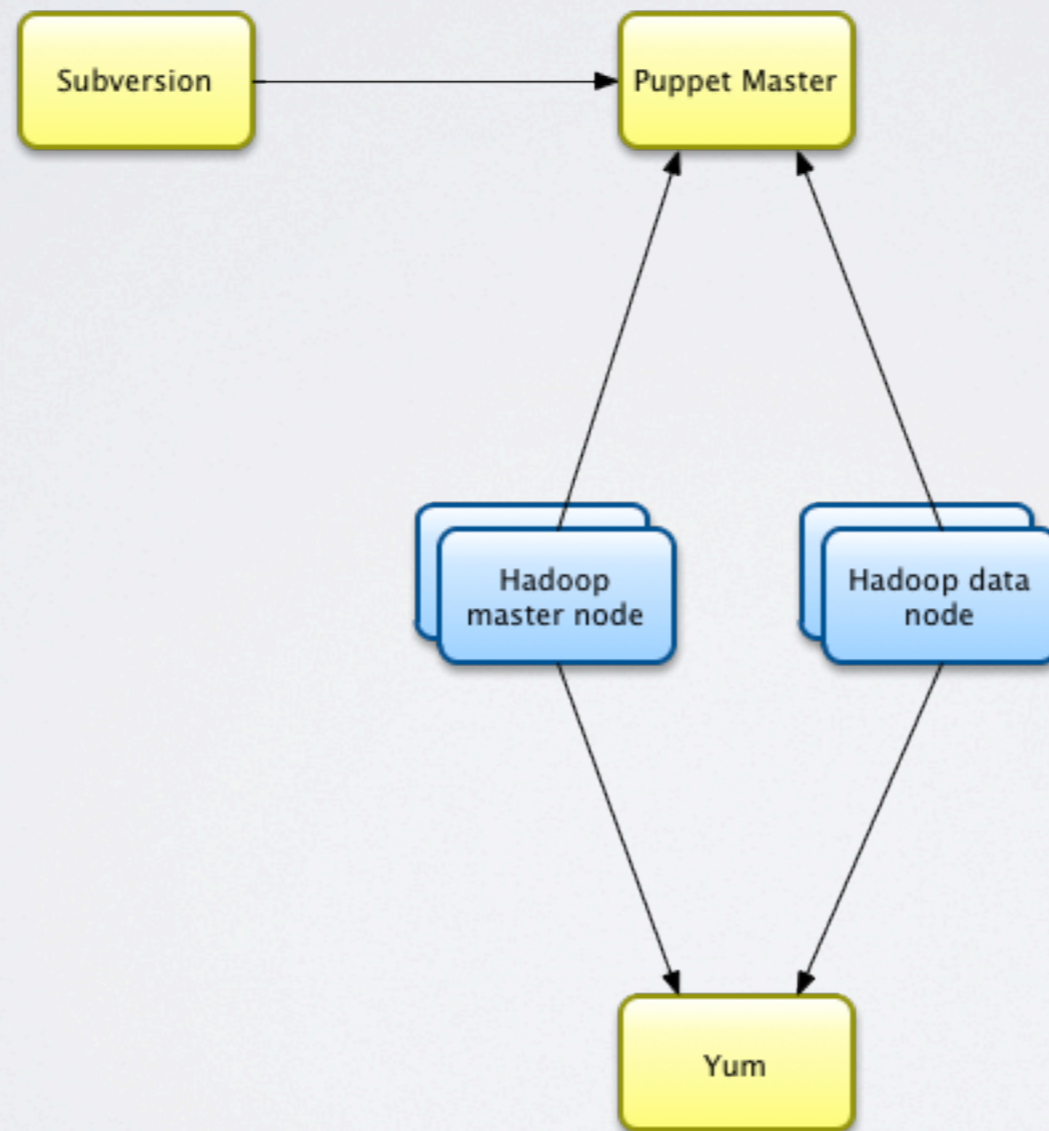 Subversion
Puppet Master
Hadoop
master node
Hadoop data
node
Yum